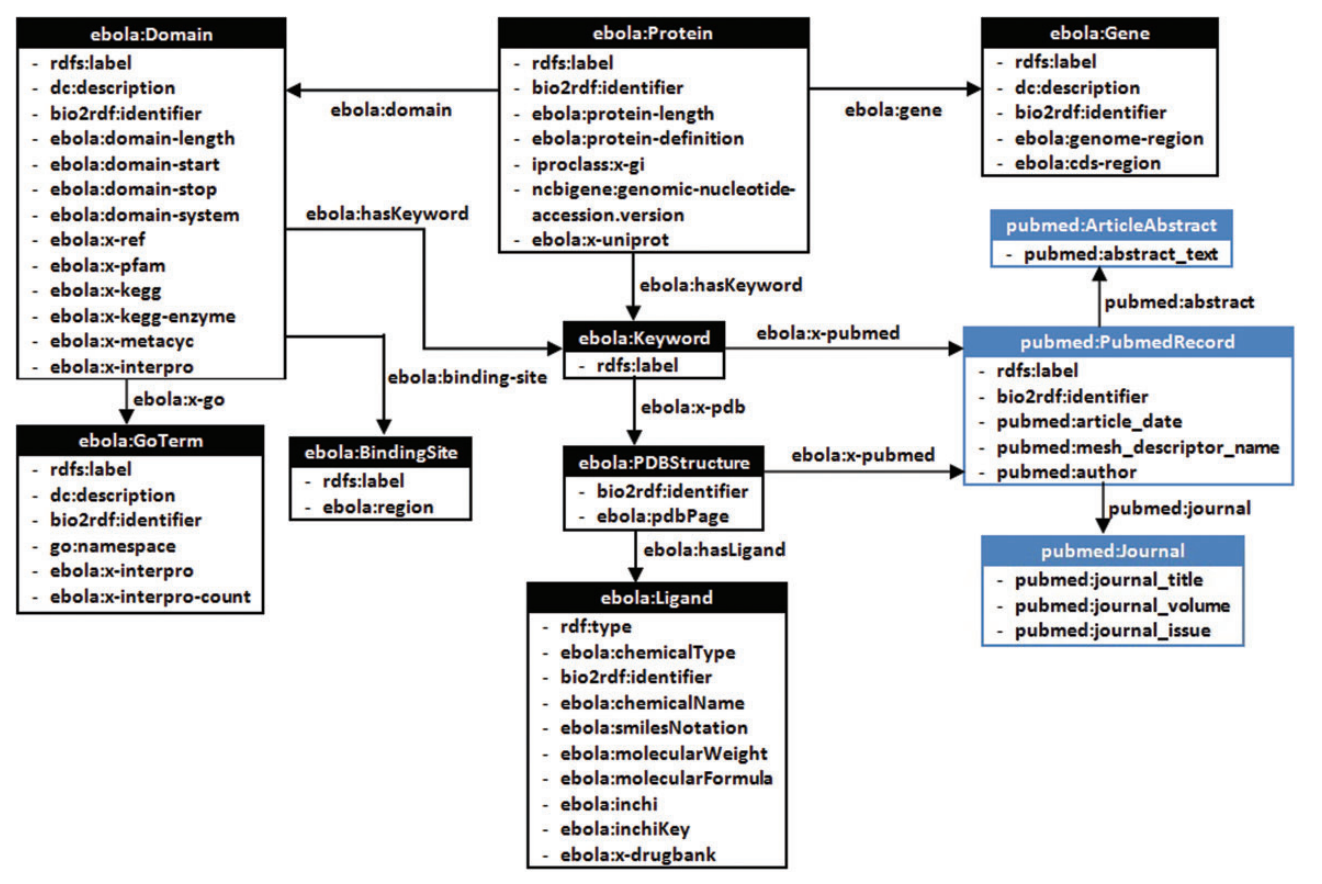 ebola:Domain
- rdfs:label
- dc:description
- bio2rdf:identifier
- ebola:domain-length
- ebola:domain-start
- ebola:domain-stop
- ebola:domain-system
- ebola:x-ref
- ebola:x-pfam
- ebola:x-kegg
- ebola:x-kegg-enzyme
- ebola:x-metacyc
- ebola:x-interpro
ebola:domain
ebola:Protein
- rdfs:label
- bio2rdf:identifier
- ebola:protein-length
- ebola:protein-definition
- iproclass:x-gi
- ncbigene:genomic-nucleotide-
accession.version
- ebola:x-uniprot
ebola:gene
ebola:Gene
- rdfs:label
- dc:description
- bio2rdf:identifier
- ebola:genome-region
- ebola:cds-region
ebola:hasKeyword
ebola:hasKeyword
ebola:Keyword
- rdfs:label
ebola:x-pubmed
pubmed:ArticleAbstract
- pubmed:abstract_text
pubmed:abstract
pubmed:PubmedRecord
- rdfs:label
- bio2rdf:identifier
- pubmed:article_date
- pubmed:mesh_descriptor_name
- pubmed:author
pubmed:journal
pubmed:Journal
- pubmed:journal_title
- pubmed:journal_volume
- pubmed:journal_issue
ebola:x-go
ebola:GoTerm
- rdfs:label
- dc:description
- bio2rdf:identifier
- go:namespace
- ebola:x-interpro
- ebola:x-interpro-count
ebola:binding-site
ebola:BindingSite
- rdfs:label
- ebola:region
ebola:x-pdb
ebola:PDBStructure
- bio2rdf:identifier
- ebola:pdbPage
ebola:x-pubmed
ebola:hasLigand
ebola:Ligand
- rdf:type
- ebola:chemicalType
- bio2rdf:identifier
- ebola:chemicalName
- ebola:smilesNotation
- ebola:molecularWeight
- ebola:molecularFormula
- ebola:inchi
- ebola:inchiKey
- ebola:x-drugbank